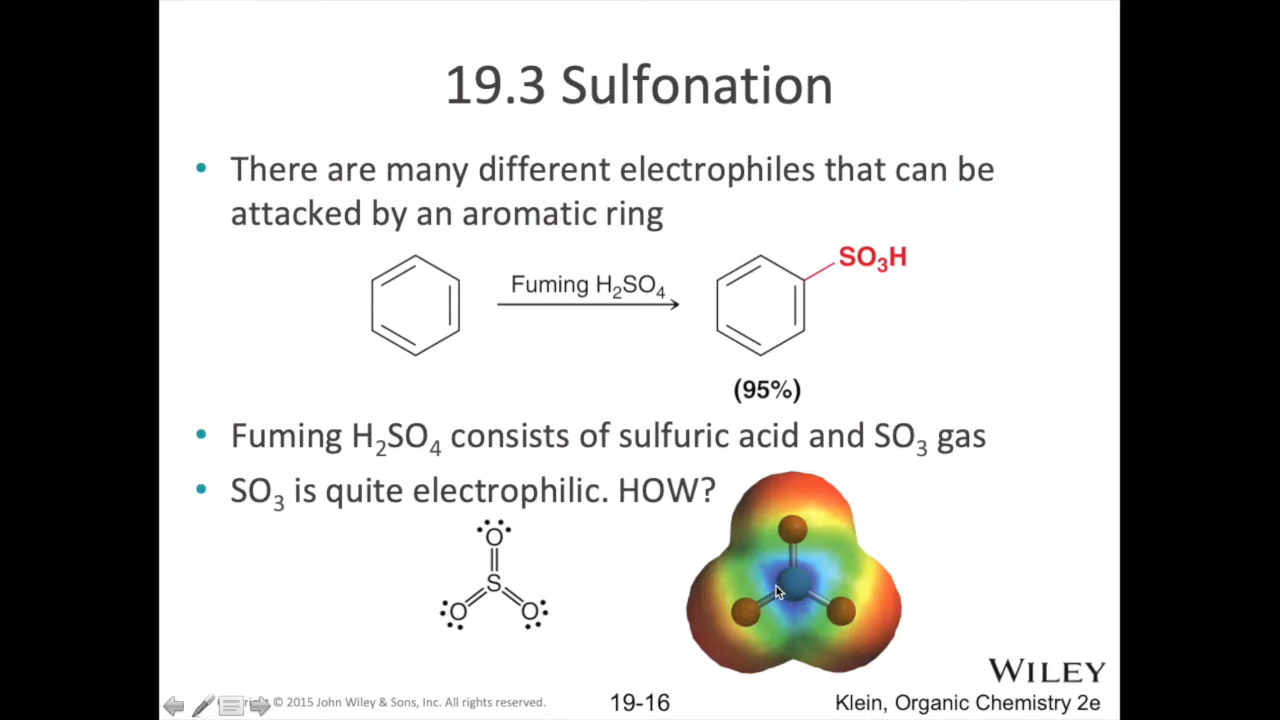 19.3 Sulfonation
• There are many different electrophiles that can be
attacked by an aromatic ring
Fuming H₂SO₄
SO₃H
(95%)
• Fuming H₂SO₄ consists of sulfuric acid and SO₃ gas
• SO₃ is quite electrophilic. HOW?
O
S
O O
WILEY
© 2015 John Wiley & Sons, Inc. All rights reserved.
19-16
Klein, Organic Chemistry 2e